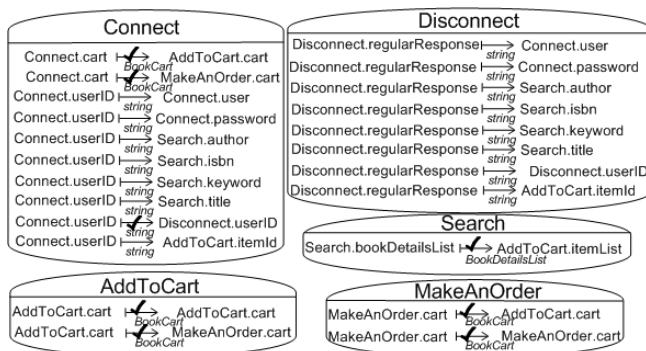 Connect
Connect.cart BookCart AddToCart.cart
Connect.cart BookCart MakeAnOrder.cart
Connect.userID string Connect.user
Connect.userID string Connect.password
Connect.userID string Search.author
Connect.userID string Search.isbn
Connect.userID string Search.keyword
Connect.userID string Search.title
Connect.userID string Disconnect.userID
Connect.userID string AddToCart.itemId
Disconnect
Disconnect.regularResponse string Connect.user
Disconnect.regularResponse string Connect.password
Disconnect.regularResponse string Search.author
Disconnect.regularResponse string Search.isbn
Disconnect.regularResponse string Search.keyword
Disconnect.regularResponse string Search.title
Disconnect.regularResponse string Disconnect.userID
Disconnect.regularResponse string AddToCart.itemId
Search
Search.bookDetailsList BookDetailsList AddToCart.itemList
AddToCart
AddToCart.cart BookCart AddToCart.cart
AddToCart.cart BookCart MakeAnOrder.cart
MakeAnOrder
MakeAnOrder.cart BookCart AddToCart.cart
MakeAnOrder.cart BookCart MakeAnOrder.cart